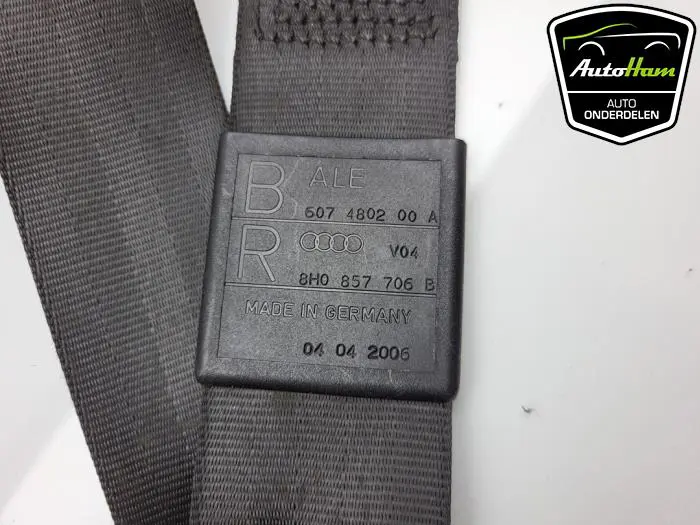 AutoHam
AUTO
ONDERDELEN
B ALE
607 4802 00 A
R V04
8H0 857 706 B
MADE IN GERMANY
04 04 2006